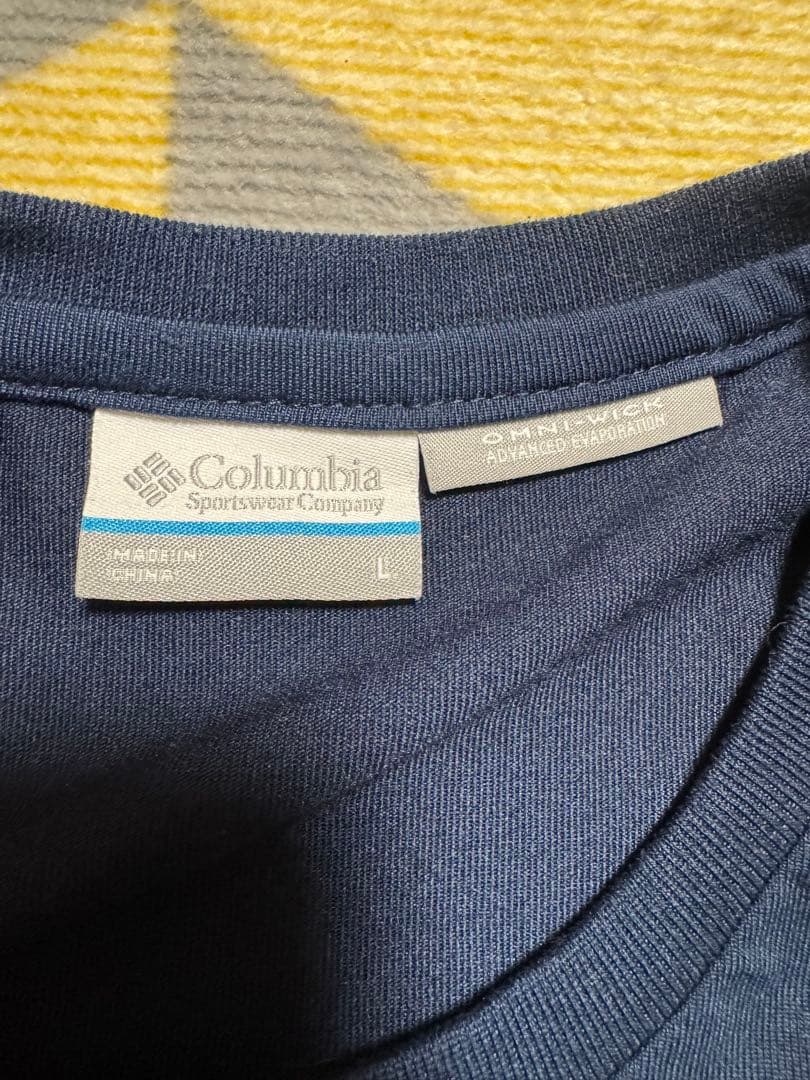 Columbia
Sportswear Company
MADE IN
CHINA
L
OMNI-WICK
ADVANCED EVAPORATION